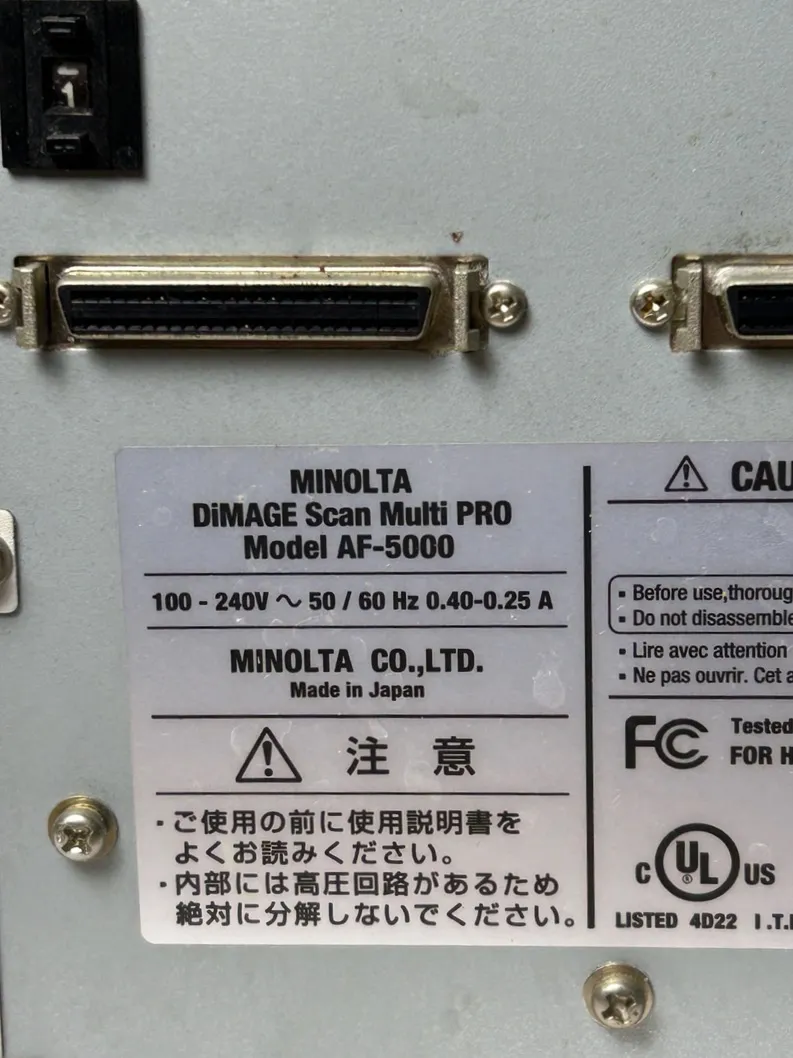 1
MINOLTA
DiMAGE Scan Multi PRO
Model AF-5000
100 - 240V ～ 50 / 60 Hz 0.40-0.25 A
MINOLTA CO.,LTD.
Made in Japan
注 意
・ご使用の前に使用説明書を
よくお読みください。
・内部には高圧回路があるため
絶対に分解しないでください。
CAU
▪ Before use,thoroug
▪ Do not disassemble
▪ Lire avec attention
▪ Ne pas ouvrir. Cet a
FC Tested
FOR H
C UL ® US
LISTED 4D22 I.T.